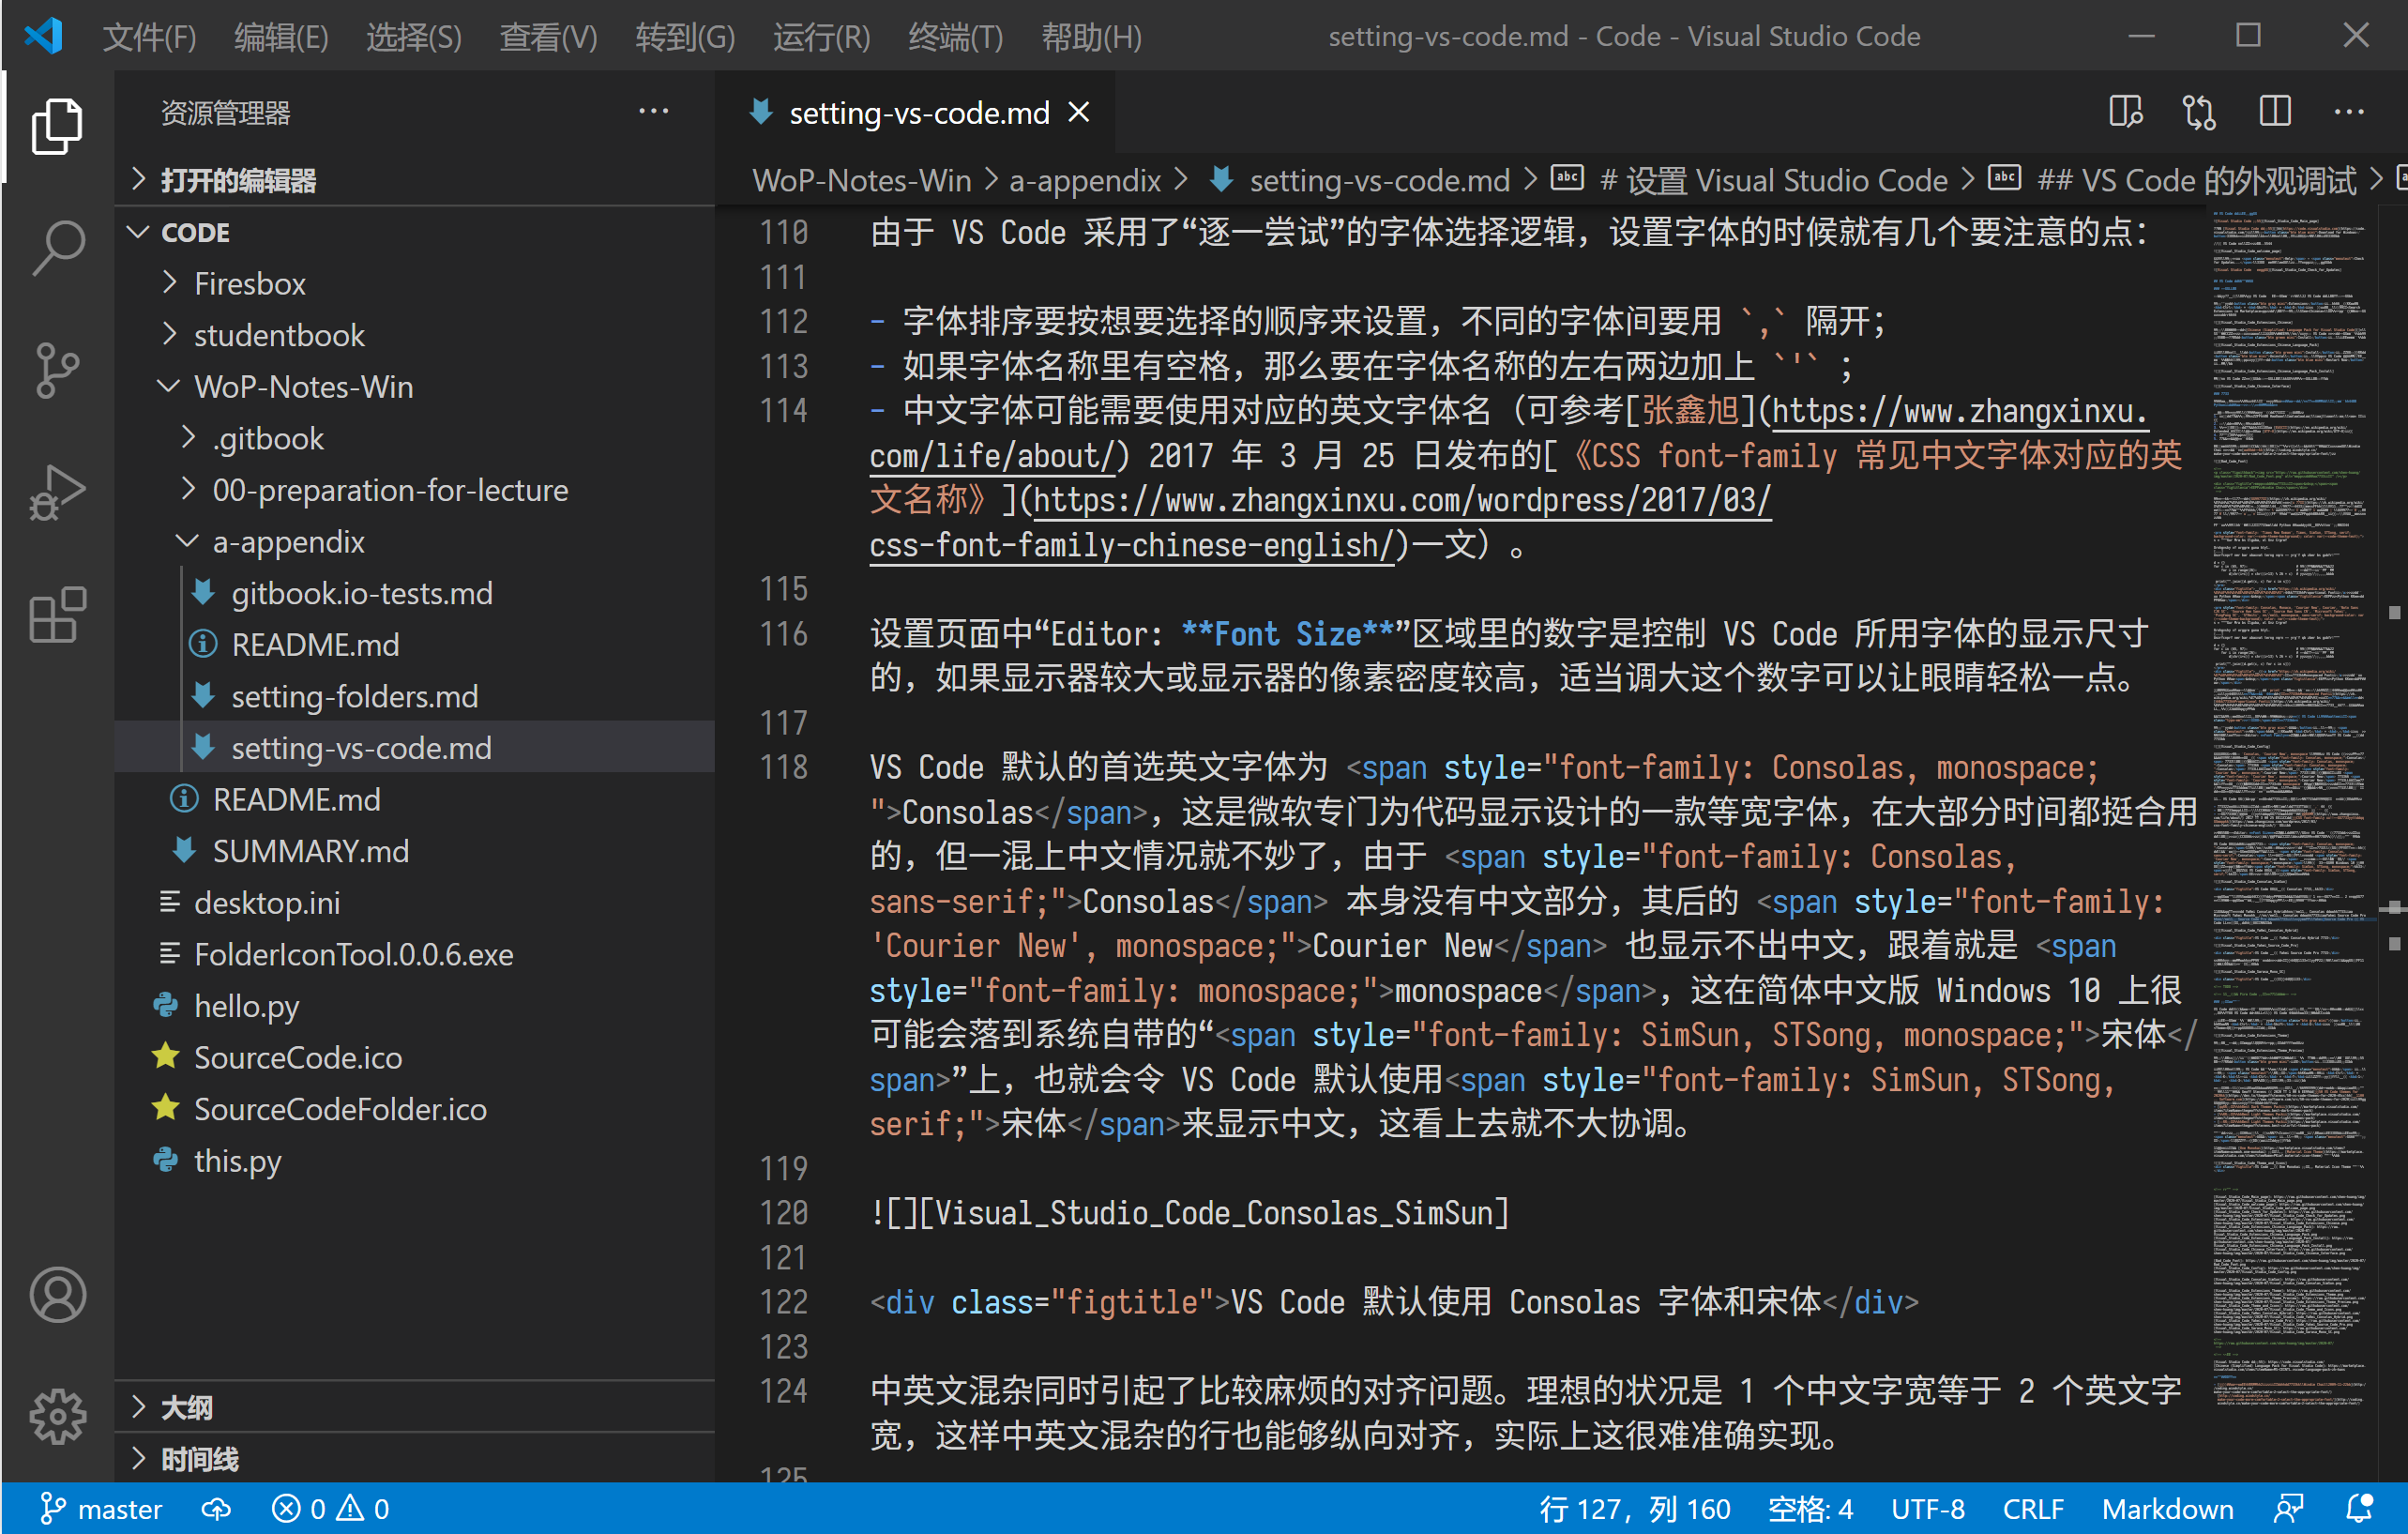 文件(F) 编辑(E) 选择(S) 查看(V) 转到(G) 运行(R) 终端(T) 帮助(H) setting-vs-code.md - Code - Visual Studio Code
资源管理器
打开的编辑器
CODE
Firesbox
studentbook
WoP-Notes-Win
.gitbook
00-preparation-for-lecture
a-appendix
gitbook.io-tests.md
README.md
setting-folders.md
setting-vs-code.md
README.md
SUMMARY.md
desktop.ini
FolderIconTool.0.0.6.exe
hello.py
SourceCode.ico
SourceCodeFolder.ico
this.py
大纲
时间线
setting-vs-code.md
WoP-Notes-Win > a-appendix > setting-vs-code.md > # 设置 Visual Studio Code > ## VS Code 的外观调试 >
110 由于 VS Code 采用了“逐一尝试”的字体选择逻辑，设置字体的时候就有几个要注意的点：
111
112 - 字体排序要按想要选择的顺序来设置，不同的字体间要用 `,` 隔开；
113 - 如果字体名称里有空格，那么要在字体名称的左右两边加上 `'` ；
114 - 中文字体可能需要使用对应的英文字体名（可参考[张鑫旭](https://www.zhangxinxu.
com/life/about/) 2017 年 3 月 25 日发布的[《CSS font-family 常见中文字体对应的英
文名称》](https://www.zhangxinxu.com/wordpress/2017/03/
css-font-family-chinese-english/)一文）。
115
116 设置页面中“Editor: **Font Size**”区域里的数字是控制 VS Code 所用字体的显示尺寸
的，如果显示器较大或显示器的像素密度较高，适当调大这个数字可以让眼睛轻松一点。
117
118 VS Code 默认的首选英文字体为 <span style="font-family: Consolas, monospace;
">Consolas</span>，这是微软专门为代码显示设计的一款等宽字体，在大部分时间都挺合用
的，但一混上中文情况就不妙了，由于 <span style="font-family: Consolas,
sans-serif;">Consolas</span> 本身没有中文部分，其后的 <span style="font-family:
'Courier New', monospace;">Courier New</span> 也显示不出中文，跟着就是 <span
style="font-family: monospace;">monospace</span>，这在简体中文版 Windows 10 上很
可能会落到系统自带的“<span style="font-family: SimSun, STSong, monospace;">宋体</
span>”上，也就会令 VS Code 默认使用<span style="font-family: SimSun, STSong,
serif;">宋体</span>来显示中文，这看上去就不大协调。
119
120 ![][Visual_Studio_Code_Consolas_SimSun]
121
122 <div class="figtitle">VS Code 默认使用 Consolas 字体和宋体</div>
123
124 中英文混杂同时引起了比较麻烦的对齐问题。理想的状况是 1 个中文字宽等于 2 个英文字
宽，这样中英文混杂的行也能够纵向对齐，实际上这很难准确实现。
125
master 0 0 行 127，列 160 空格: 4 UTF-8 CRLF Markdown